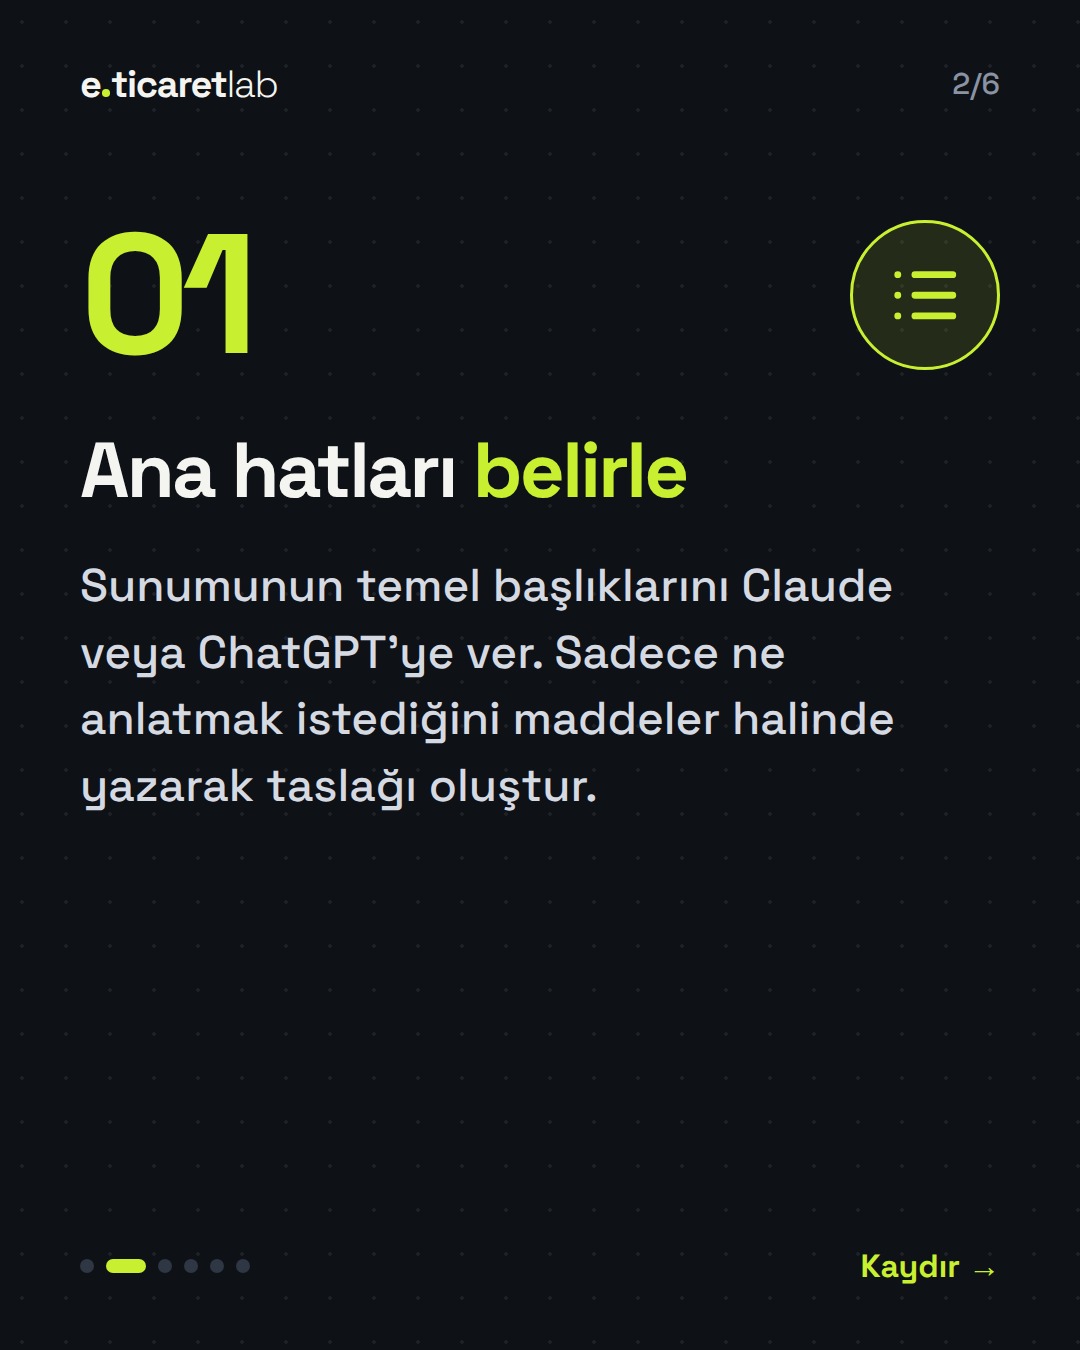 e.ticaretlab
2/6
01
Ana hatları belirle
Sunumunun temel başlıklarını Claude
veya ChatGPT’ye ver. Sadece ne
anlatmak istediğini maddeler halinde
yazarak taslağı oluştur.
Kaydır →